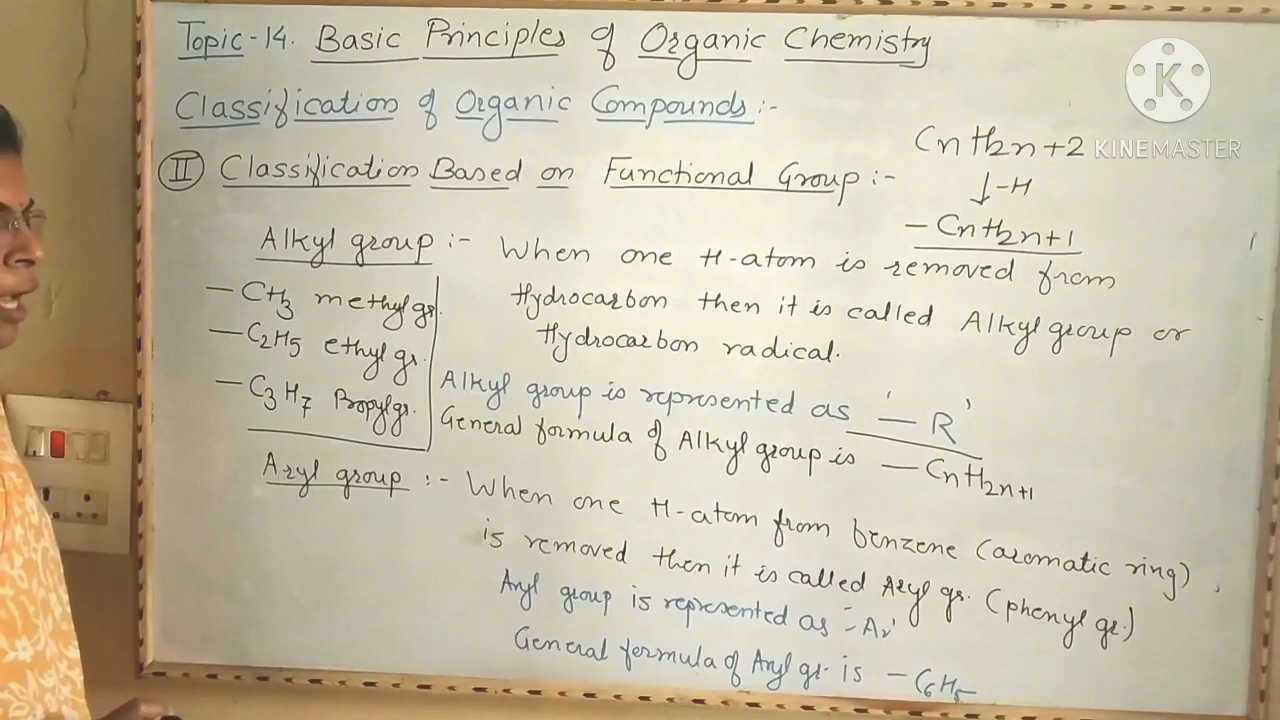 Topic-14. Basic Principles of Organic Chemistry
Classification of Organic Compounds:-
II Classification Based on Functional Group:-
CnH2n+2
↓-H
-CnH2n+1
Alkyl group:- When one H-atom is removed from
Hydrocarbon then it is called Alkyl group or
Hydrocarbon radical.
-CH3 methyl gr.
-C2H5 ethyl gr.
-C3H7 Propyl gr.
Alkyl group is represented as '-R'
General formula of Alkyl group is -CnH2n+1
Aryl group:- When one H-atom from benzene (aromatic ring)
is removed then it is called Aryl gr. (phenyl gr.)
Aryl group is represented as '-Ar'
General formula of Aryl gr. is -C6H5
K
KINEMASTER